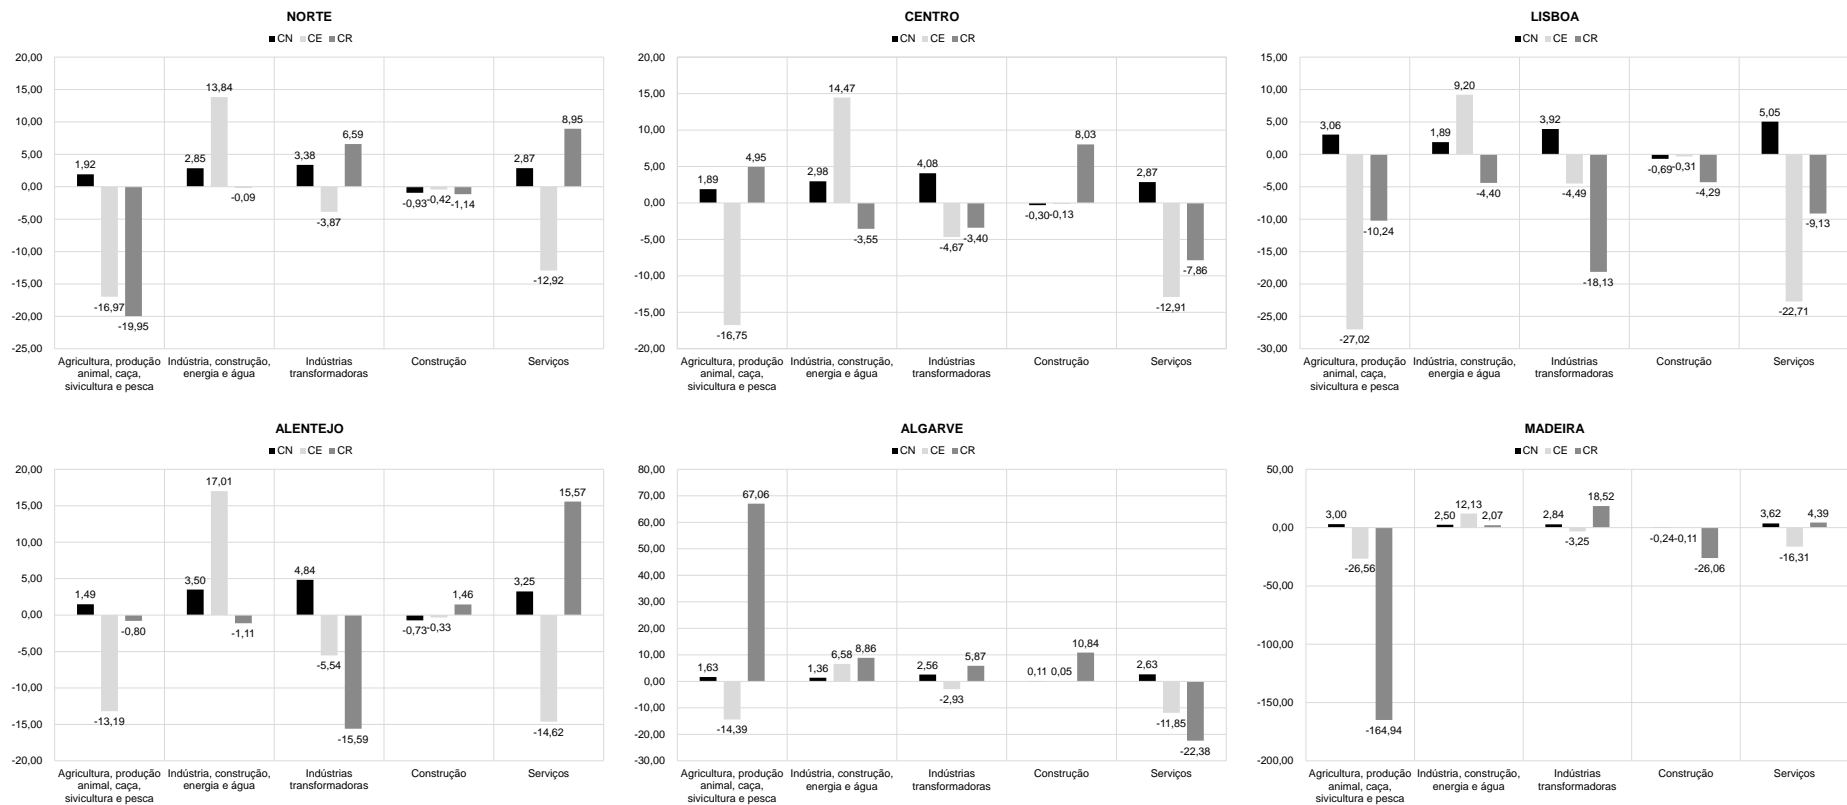 NORTE
CN CE CR
20,00
15,00
10,00
5,00
0,00
-5,00
-10,00
-15,00
-20,00
-25,00
1,92
-16,97
-19,95
2,85
13,84
-0,09
3,38
-3,87
6,59
-0,93
-0,42
-1,14
2,87
-12,92
8,95
Agricultura, produção
animal, caça,
sivicultura e pesca
Indústria, construção,
energia e água
Indústrias
transformadoras
Construção
Serviços
CENTRO
CN CE CR
20,00
15,00
10,00
5,00
0,00
-5,00
-10,00
-15,00
-20,00
1,89
-16,75
4,95
2,98
14,47
-3,55
4,08
-4,67
-3,40
-0,30
-0,13
8,03
2,87
-12,91
-7,86
Agricultura, produção
animal, caça,
sivicultura e pesca
Indústria, construção,
energia e água
Indústrias
transformadoras
Construção
Serviços
LISBOA
CN CE CR
15,00
10,00
5,00
0,00
-5,00
-10,00
-15,00
-20,00
-25,00
-30,00
3,06
-27,02
-10,24
1,89
9,20
-4,40
3,92
-4,49
-18,13
-0,69
-0,31
-4,29
5,05
-22,71
-9,13
Agricultura, produção
animal, caça,
sivicultura e pesca
Indústria, construção,
energia e água
Indústrias
transformadoras
Construção
Serviços
ALENTEJO
CN CE CR
20,00
15,00
10,00
5,00
0,00
-5,00
-10,00
-15,00
-20,00
1,49
-13,19
-0,80
3,50
17,01
-1,11
4,84
-5,54
-15,59
-0,73
-0,33
1,46
3,25
-14,62
15,57
Agricultura, produção
animal, caça,
sivicultura e pesca
Indústria, construção,
energia e água
Indústrias
transformadoras
Construção
Serviços
ALGARVE
CN CE CR
80,00
70,00
60,00
50,00
40,00
30,00
20,00
10,00
0,00
-10,00
-20,00
-30,00
1,63
-14,39
67,06
1,36
6,58
8,86
2,56
-2,93
5,87
0,11
0,05
10,84
2,63
-11,85
-22,38
Agricultura, produção
animal, caça,
sivicultura e pesca
Indústria, construção,
energia e água
Indústrias
transformadoras
Construção
Serviços
MADEIRA
CN CE CR
50,00
0,00
-50,00
-100,00
-150,00
-200,00
3,00
-26,56
-164,94
2,50
12,13
2,07
2,84
-3,25
18,52
-0,24
-0,11
-26,06
3,62
-16,31
4,39
Agricultura, produção
animal, caça,
sivicultura e pesca
Indústria, construção,
energia e água
Indústrias
transformadoras
Construção
Serviços